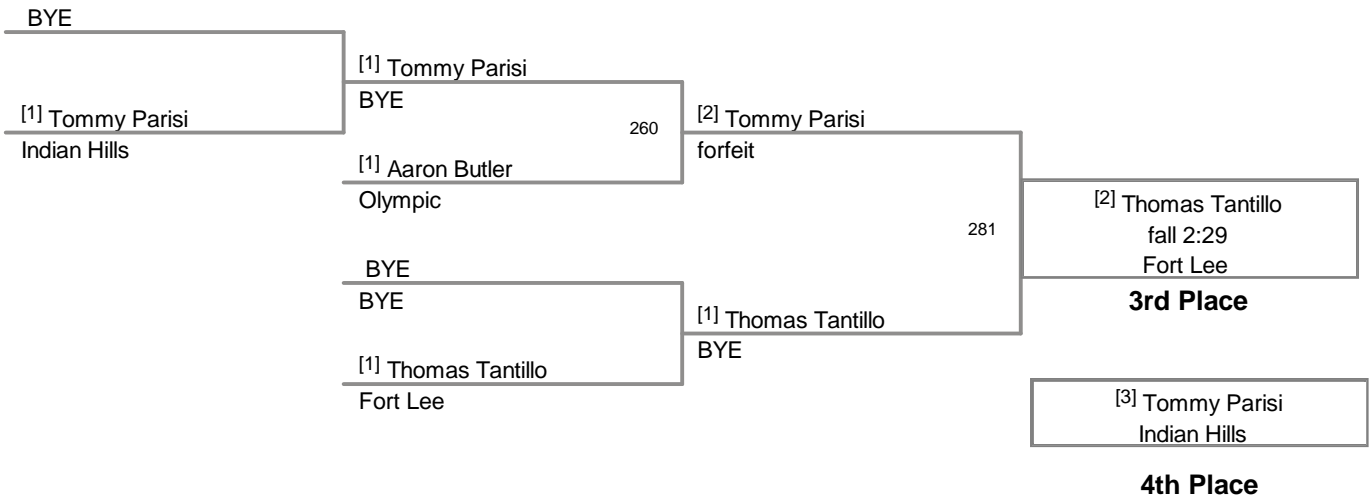 BYE
[1] Tommy Parisi
Indian Hills
[1] Tommy Parisi
BYE
260
[1] Aaron Butler
Olympic
BYE
BYE
[1] Thomas Tantillo
Fort Lee
[2] Tommy Parisi
forfeit
281
[1] Thomas Tantillo
BYE
[2] Thomas Tantillo
fall 2:29
Fort Lee
3rd Place
[3] Tommy Parisi
Indian Hills
4th Place